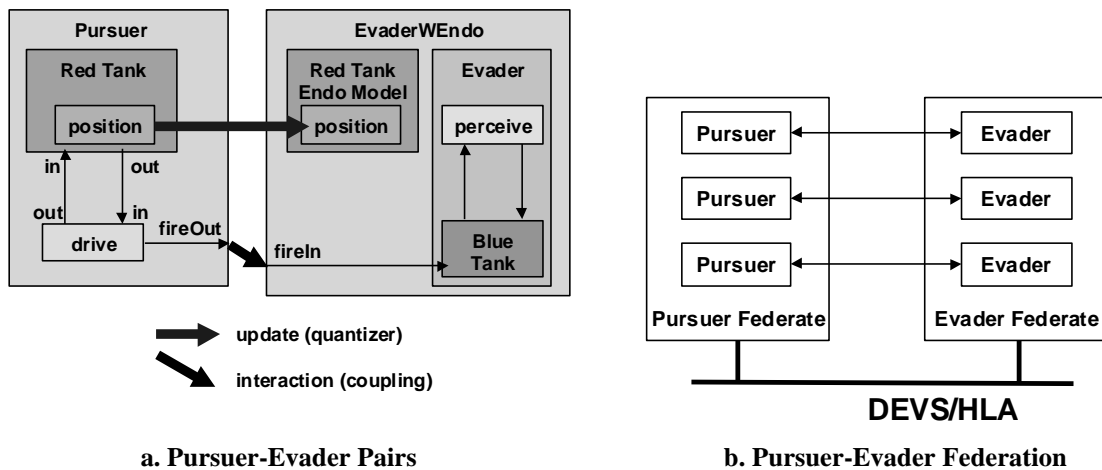 Pursuer
EvaderWEndo
Red Tank
Red Tank
Endo Model
Evader
position
position
perceive
in
out
out
in
fireOut
drive
fireIn
Blue
Tank
update (quantizer)
interaction (coupling)
a. Pursuer-Evader Pairs
Pursuer
Evader
Pursuer
Evader
Pursuer
Evader
Pursuer Federate
Evader Federate
DEVS/HLA
b. Pursuer-Evader Federation